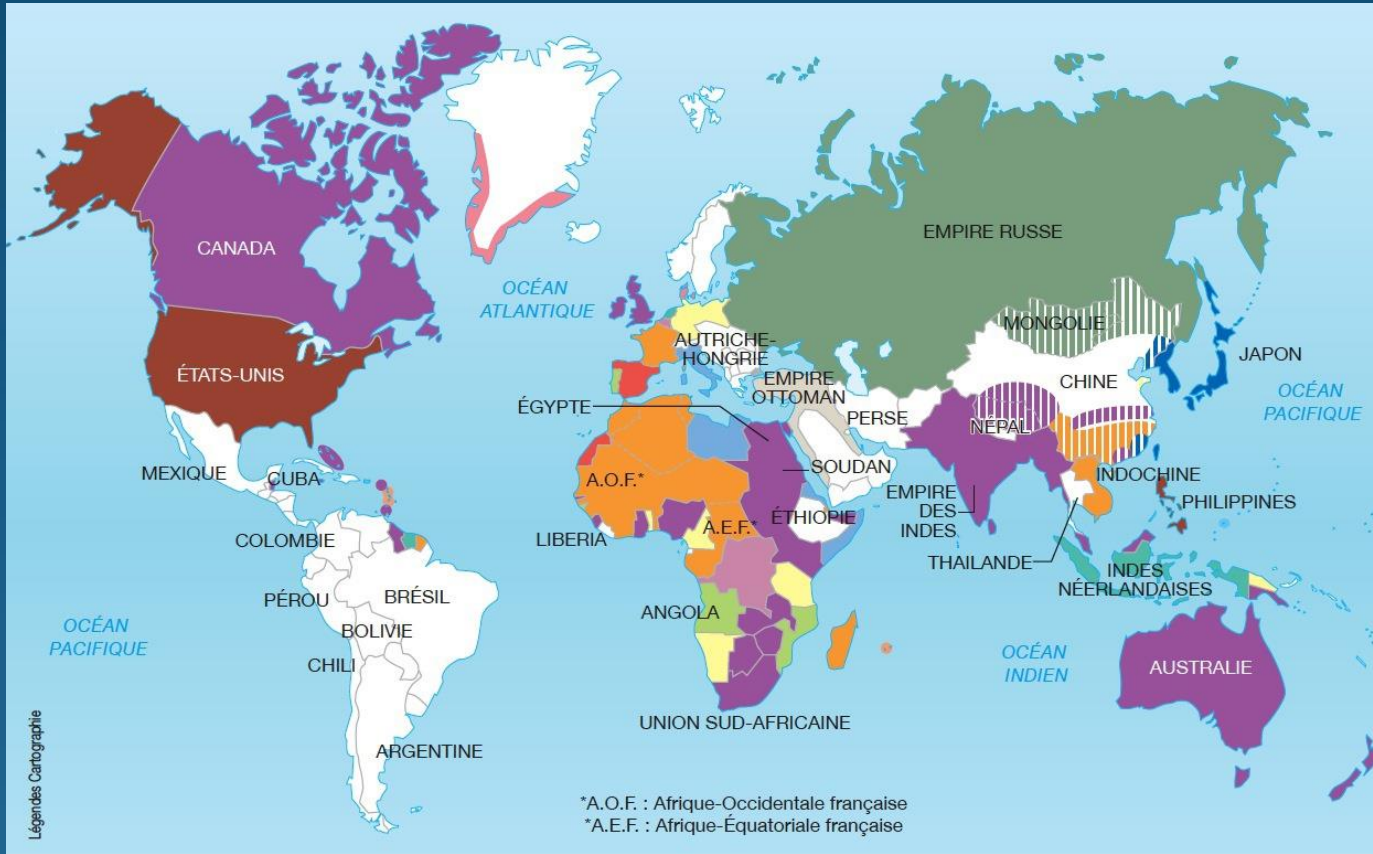 CANADA
ÉTATS-UNIS
MEXIQUE
CUBA
COLOMBIE
PÉROU
BRÉSIL
BOLIVIE
CHILI
ARGENTINE
OCÉAN
PACIFIQUE
OCÉAN
ATLANTIQUE
EMPIRE RUSSE
MONGOLIE
AUTRICHE-
HONGRIE
EMPIRE
OTTOMAN
ÉGYPTE
PERSE
CHINE
JAPON
OCÉAN
PACIFIQUE
NÉPAL
SOUDAN
A.O.F.*
A.E.F.*
ÉTHIOPIE
LIBERIA
EMPIRE
DES
INDES
INDOCHINE
PHILIPPINES
THAILANDE
INDES
NÉERLANDAISES
ANGOLA
UNION SUD-AFRICAINE
OCÉAN
INDIEN
AUSTRALIE
*A.O.F. : Afrique-Occidentale française
*A.E.F. : Afrique-Équatoriale française
Légendes Cartographie